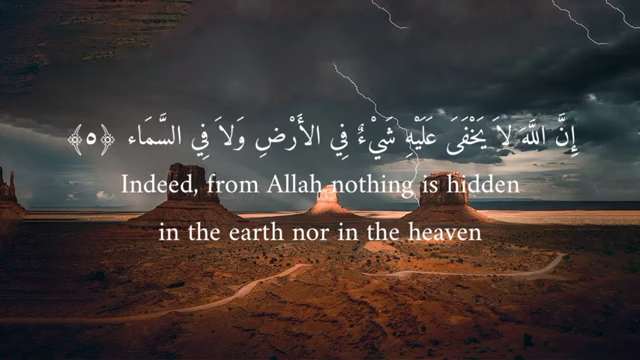 إِنَّ اللّهَ لاَ يَخْفَىَ عَلَيْهِ شَيْءٌ فِي الأَرْضِ وَلاَ فِي السَّمَاء ﴿٥﴾
Indeed, from Allah nothing is hidden
in the earth nor in the heaven